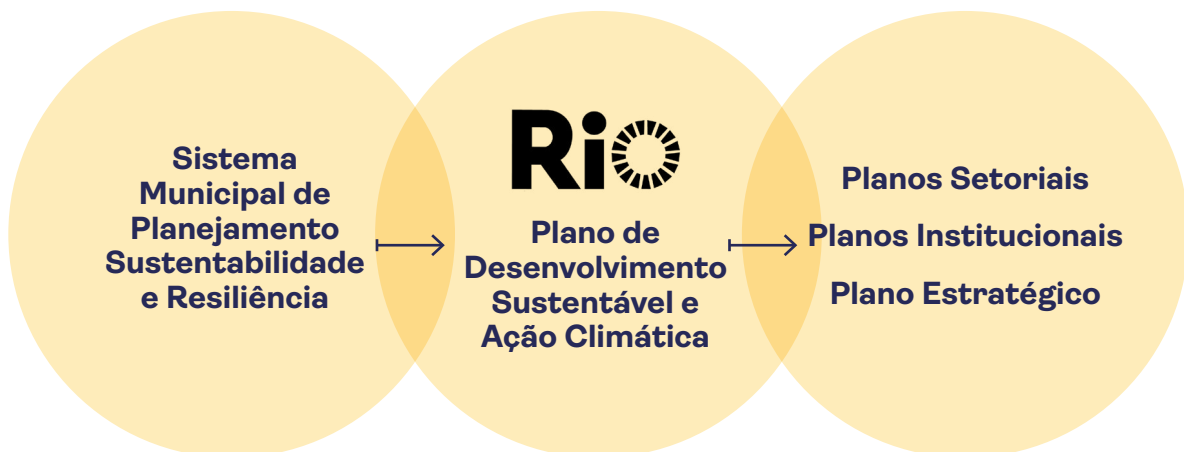 Sistema
Municipal de
Planejamento
Sustentabilidade
e Resiliência
Rio
Plano de
Desenvolvimento
Sustentável e
Ação Climática
Planos Setoriais
Planos Institucionais
Plano Estratégico